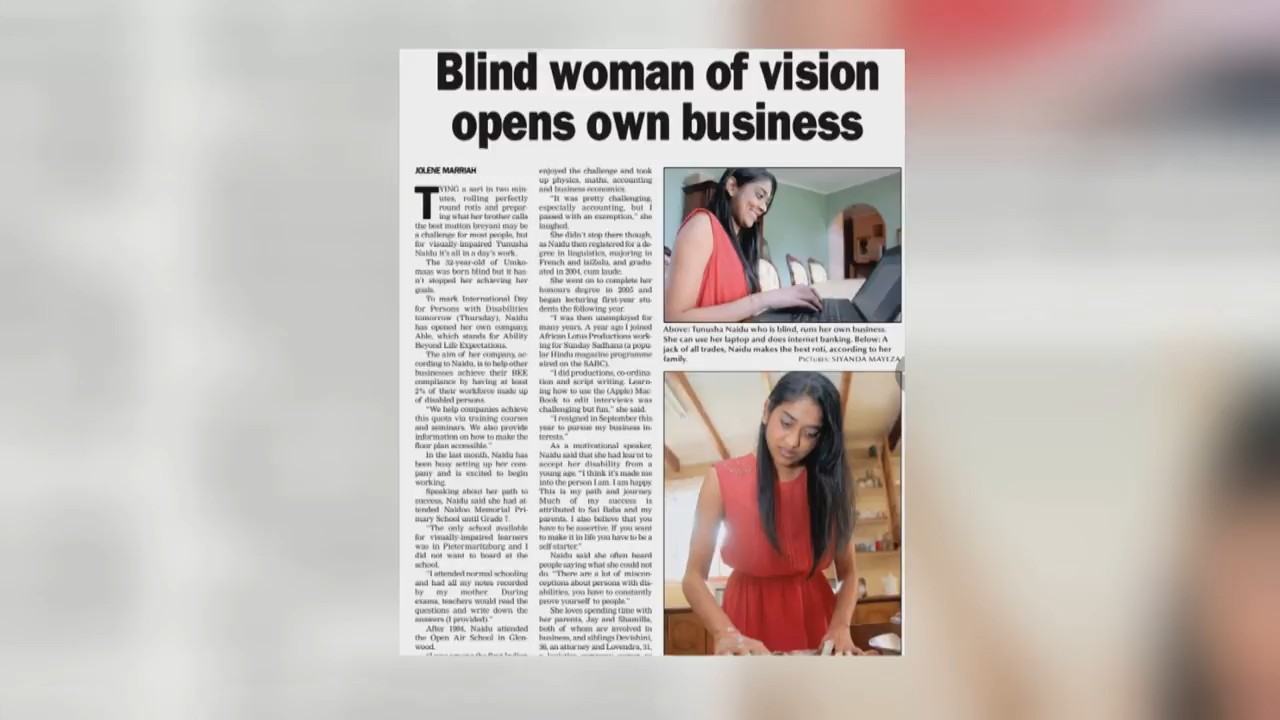 Blind woman of vision
opens own business
JOLENE MARRIAH
TYING a sari in two min-
utes, rolling perfectly
round rotis and prepar-
ing what her brother calls
the best mutton breyani may be
a challenge for most people, but
for visually-impaired Tunusha
Naidu it's all in a day's work.
The 32-year-old of Umko-
maas was born blind but it has-
n't stopped her achieving her
goals.
To mark International Day
for Persons with Disabilities
tomorrow (Thursday), Naidu
has opened her own company,
Able, which stands for Ability
Beyond Life Expectations.
The aim of her company, ac-
cording to Naidu, is to help other
businesses achieve their BEE
compliance by having at least
2% of their workforce made up
of disabled persons.
"We help companies achieve
this quota via training courses
and seminars. We also provide
information on how to make the
floor plan accessible."
In the last month, Naidu has
been busy setting up her com-
pany and is excited to begin
working.
Speaking about her path to
success, Naidu said she had at-
tended Naidoo Memorial Pri-
mary School until Grade 7.
"The only school available
for visually-impaired learners
was in Pietermaritzburg and I
did not want to board at the
school.
"I attended normal schooling
and had all my notes recorded
by my mother. During
exams, teachers would read the
questions and write down the
answers (I provided)."
After 1994, Naidu attended
the Open Air School in Glen-
wood.
"I was among the first Indian
enjoyed the challenge and took
up physics, maths, accounting
and business economics.
"It was pretty challenging,
especially accounting, but I
passed with an exemption," she
laughed.
She didn't stop there though,
as Naidu then registered for a de-
gree in linguistics, majoring in
French and isiZulu, and gradu-
ated in 2004, cum laude.
She went on to complete her
honours degree in 2005 and
began lecturing first-year stu-
dents the following year.
"I was then unemployed for
many years. A year ago I joined
African Lotus Productions work-
ing for Sunday Sadhana (a popu-
lar Hindu magazine programme
aired on the SABC).
"I did productions, co-ordina-
tion and script writing. Learn-
ing how to use the (Apple) Mac
Book to edit interviews was
challenging but fun," she said.
"I resigned in September this
year to pursue my business in-
terests."
As a motivational speaker,
Naidu said that she had learnt to
accept her disability from a
young age. "I think it's made me
into the person I am. I am happy.
This is my path and journey.
Much of my success is
attributed to Sai Baba and my
parents. I also believe that you
have to be assertive. If you want
to make it in life you have to be a
self starter."
Naidu said she often heard
people saying what she could not
do. "There are a lot of miscon-
ceptions about persons with dis-
abilities, you have to constantly
prove yourself to people."
She loves spending time with
her parents, Jay and Shamilla,
both of whom are involved in
business, and siblings Devishini,
36, an attorney and Lovendra, 31,
Above: Tunusha Naidu who is blind, runs her own business.
She can use her laptop and does internet banking. Below: A
jack of all trades, Naidu makes the best roti, according to her
family. PICTURES: SIYANDA MAYEZA